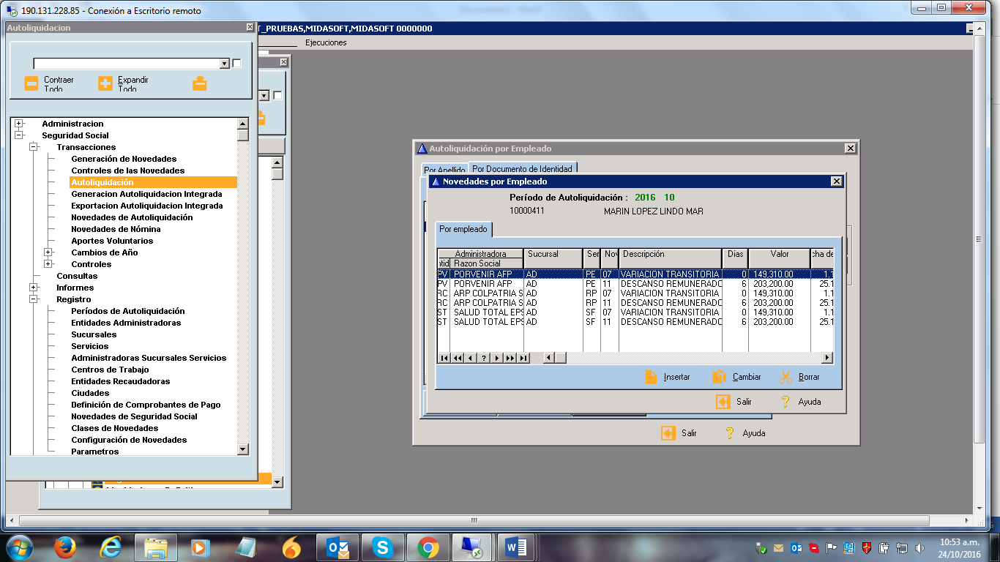 190.131.228.85 - Conexión a Escritorio remoto
Autoliquidacion
T_PRUEBAS,MIDASOFT,MIDASOFT 0000000
Ejecuciones
Contraer Todo
Expandir Todo
Administracion
Seguridad Social
Transacciones
Generación de Novedades
Controles de las Novedades
Autoliquidación
Generacion Autoliquidacion Integrada
Exportacion Autoliquidacion Integrada
Novedades de Autoliquidación
Novedades de Nómina
Aportes Voluntarios
Cambios de Año
Controles
Consultas
Informes
Registro
Períodos de Autoliquidación
Entidades Administradoras
Sucursales
Servicios
Administradoras Sucursales Servicios
Centros de Trabajo
Entidades Recaudadoras
Ciudades
Definición de Comprobantes de Pago
Novedades de Seguridad Social
Clases de Novedades
Configuración de Novedades
Parametros
Autoliquidación por Empleado
Por Apellido
Por Documento de Identidad
Novedades por Empleado
Período de Autoliquidación : 2016 10
10000411 MARIN LOPEZ LINDO MAR
Por empleado
Administradora Sucursal Ser Nov Descripción Dias Valor cha de
ntid Razon Social
PV PORVENIR AFP AD PE 07 VARIACION TRANSITORIA 0 149,310.00 1.1
PV PORVENIR AFP AD PE 11 DESCANSO REMUNERADO 6 203,200.00 25.1
RC ARP COLPATRIA S AD RP 07 VARIACION TRANSITORIA 0 149,310.00 1.1
RC ARP COLPATRIA S AD RP 11 DESCANSO REMUNERADO 6 203,200.00 25.1
ST SALUD TOTAL EPS AD SF 07 VARIACION TRANSITORIA 0 149,310.00 1.1
ST SALUD TOTAL EPS AD SF 11 DESCANSO REMUNERADO 6 203,200.00 25.1
Insertar Cambiar Borrar
Salir Ayuda
Salir Ayuda
10:53 a.m.
24/10/2016